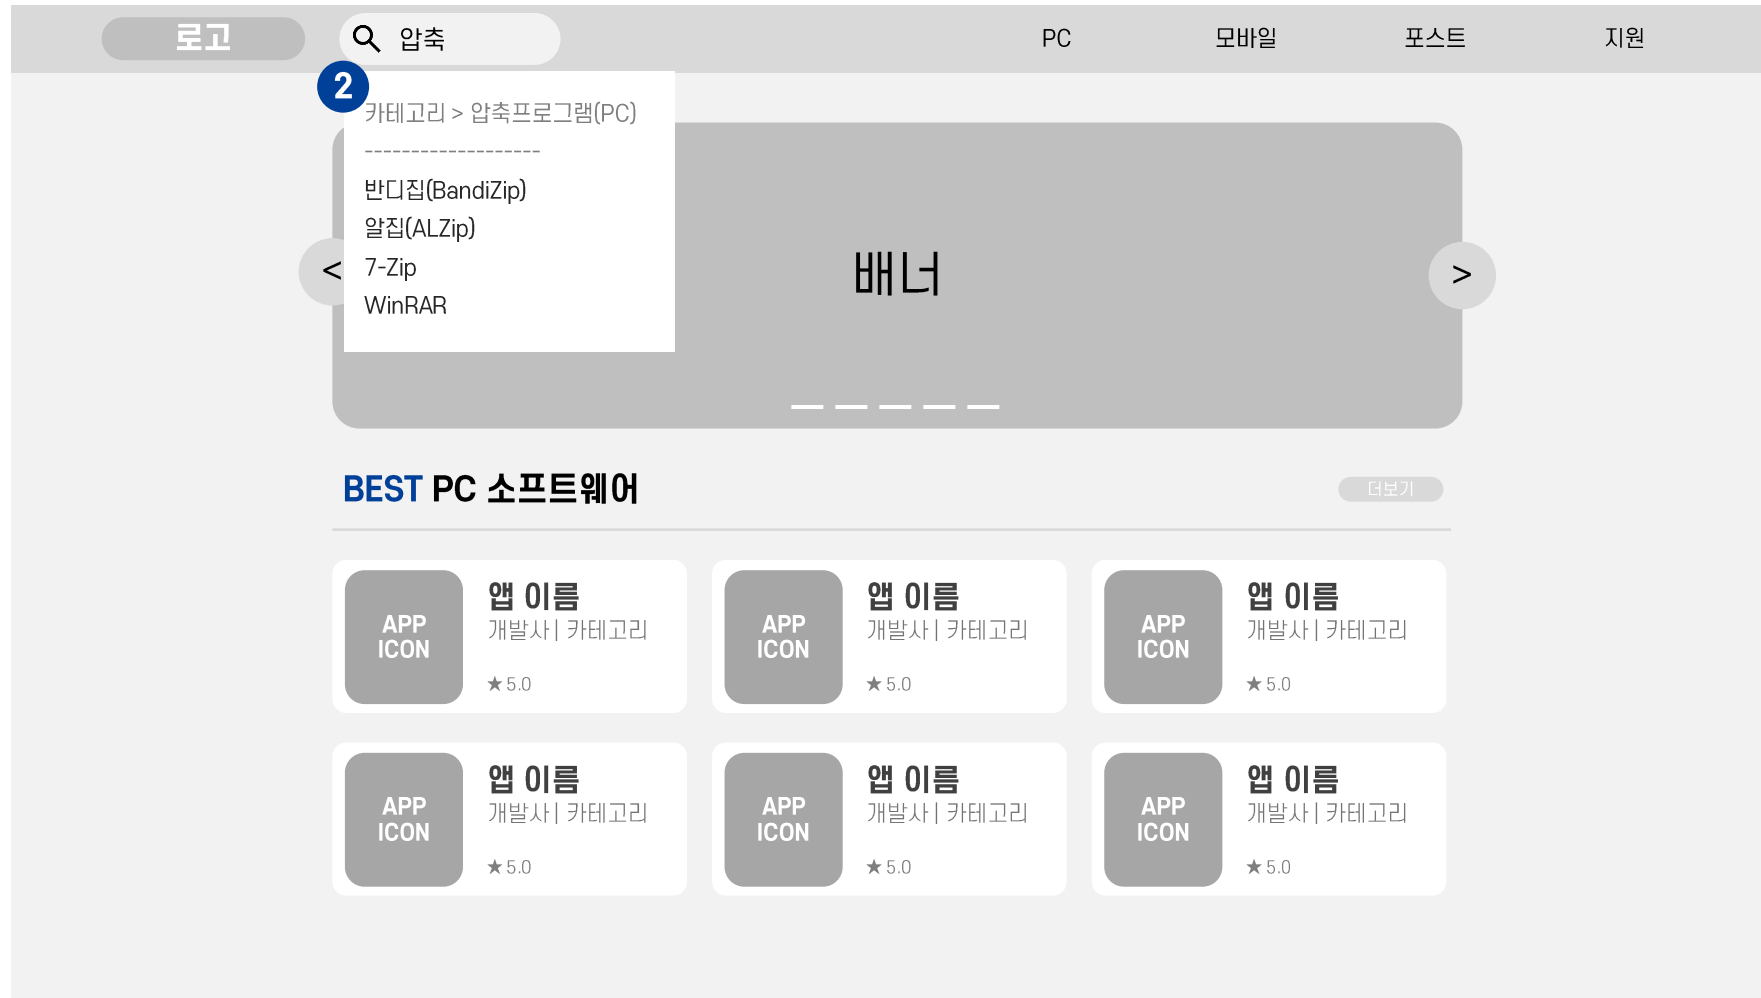 로고
압축
PC
모바일
포스트
지원
2
카테고리 > 압축프로그램(PC)
-------------------
반디집(BandiZip)
알집(ALZip)
7-Zip
WinRAR
<
배너
>
BEST PC 소프트웨어
더보기
APP
ICON
앱 이름
개발사 | 카테고리
★ 5.0
APP
ICON
앱 이름
개발사 | 카테고리
★ 5.0
APP
ICON
앱 이름
개발사 | 카테고리
★ 5.0
APP
ICON
앱 이름
개발사 | 카테고리
★ 5.0
APP
ICON
앱 이름
개발사 | 카테고리
★ 5.0
APP
ICON
앱 이름
개발사 | 카테고리
★ 5.0